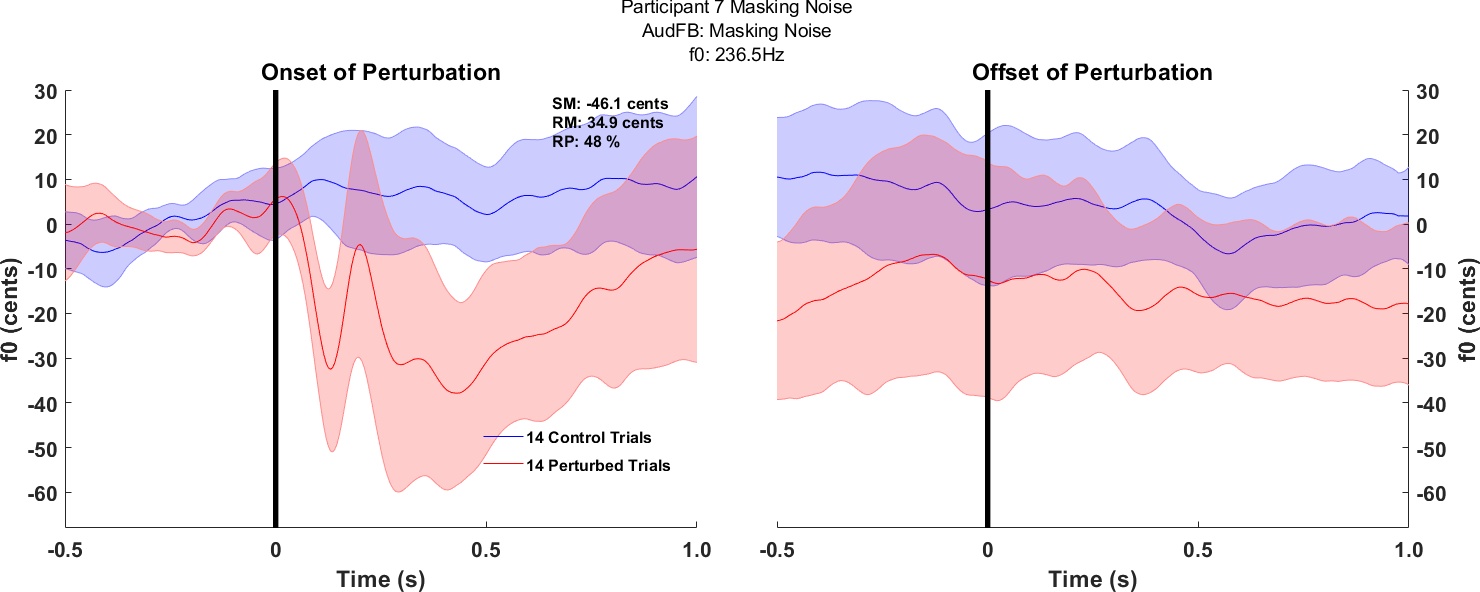 Participant 7 Masking Noise
AudFB: Masking Noise
f0: 236.5Hz
Onset of Perturbation
30
20
10
0
-10
-20
-30
-40
-50
-60
f0 (cents)
SM: -46.1 cents
RM: 34.9 cents
RP: 48 %
14 Control Trials
14 Perturbed Trials
-0.5 0 0.5 1.0
Time (s)
Offset of Perturbation
30
20
10
0
-10
-20
-30
-40
-50
-60
f0 (cents)
-0.5 0 0.5 1.0
Time (s)